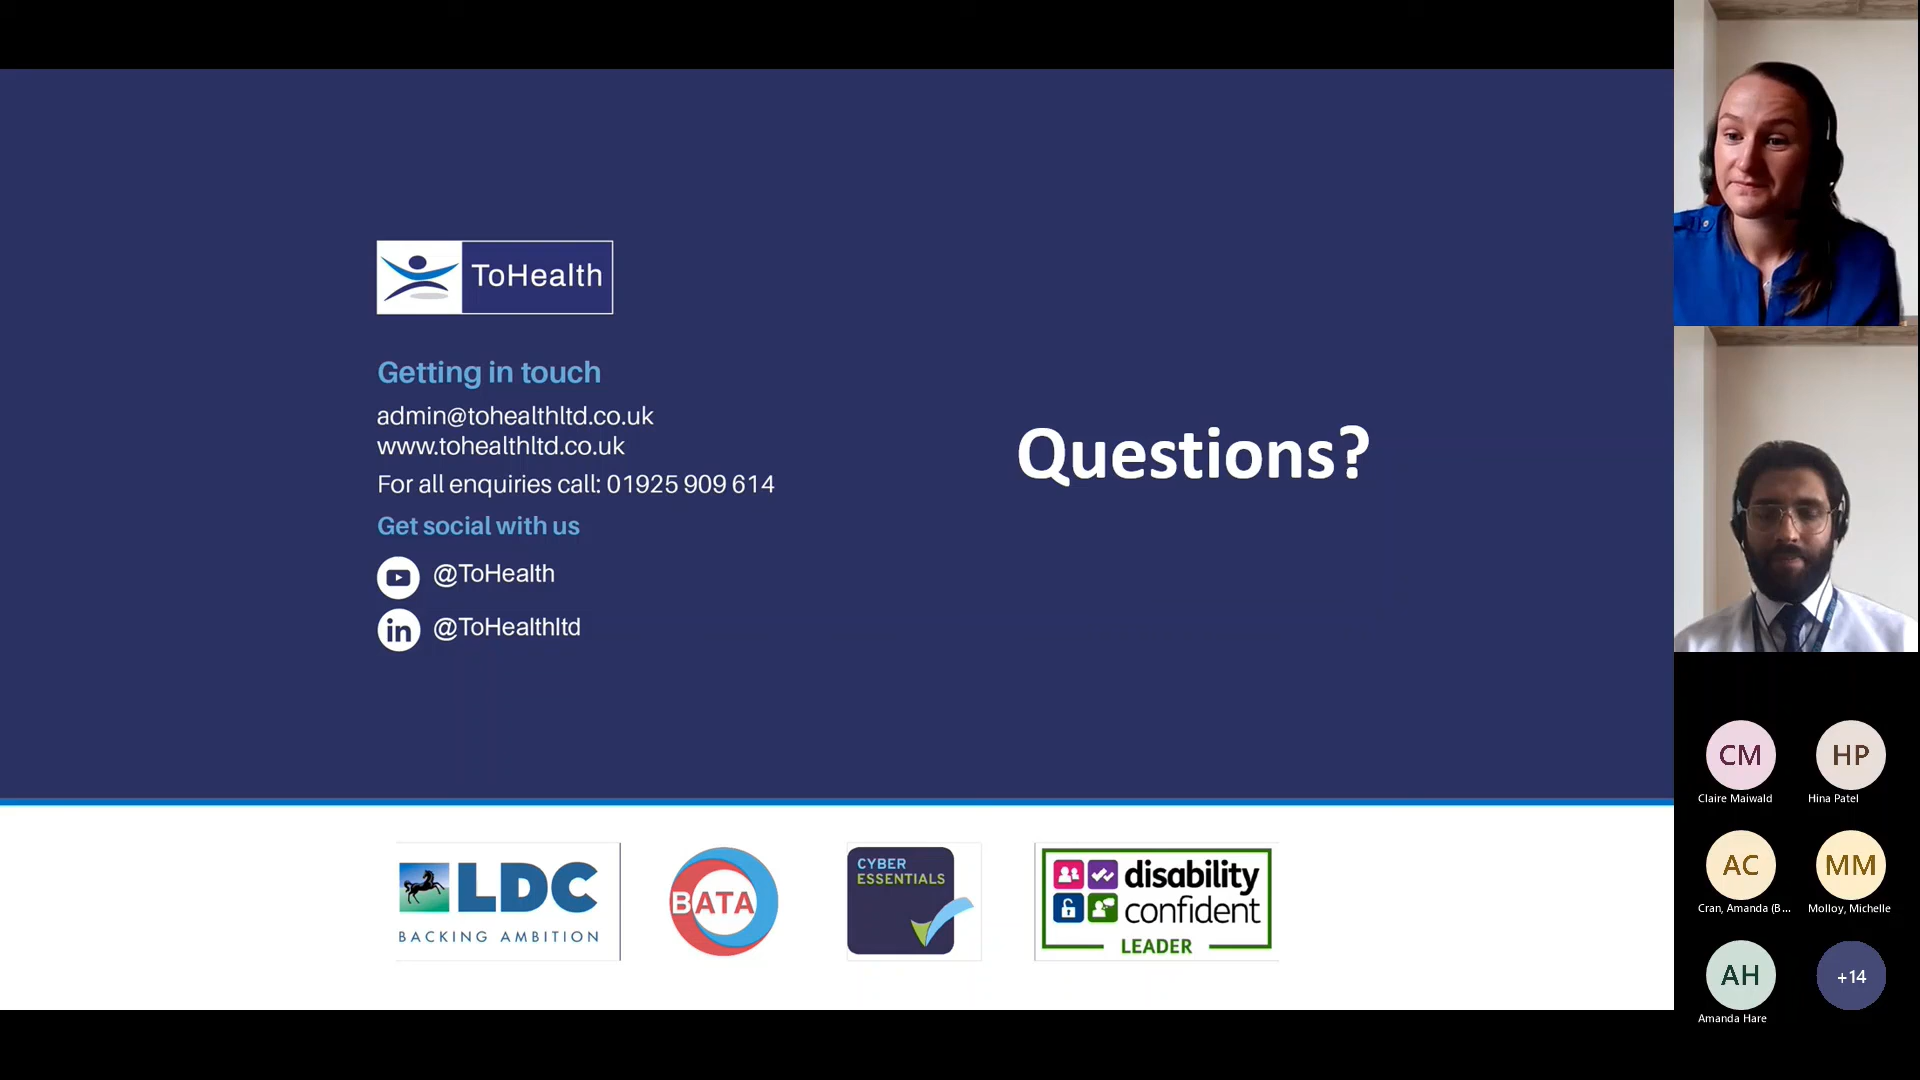 ToHealth
Getting in touch
admin@tohealthltd.co.uk
www.tohealthltd.co.uk
For all enquiries call: 01925 909 614
Get social with us
@ToHealth
in @ToHealthltd
Questions?
LDC
BACKING AMBITION
BATA
CYBER
ESSENTIALS
disability
confident
LEADER
CM
Claire Maiwald
HP
Hina Patel
AC
Cran, Amanda (B...
MM
Molloy, Michelle
AH
Amanda Hare
+14